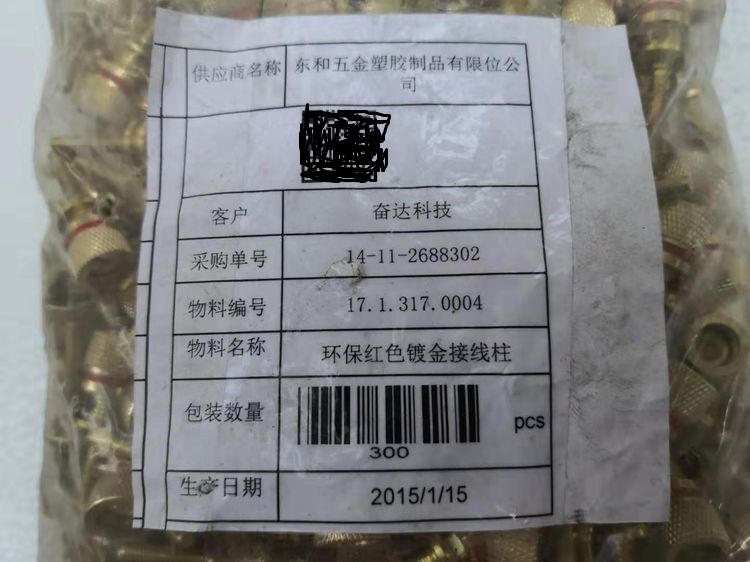 供应商名称 东和五金塑胶制品有限位公
司
客户 奋达科技
采购单号 14-11-2688302
物料编号 17.1.317.0004
物料名称 环保红色镀金接线柱
包装数量 300 pcs
生产日期 2015/1/15